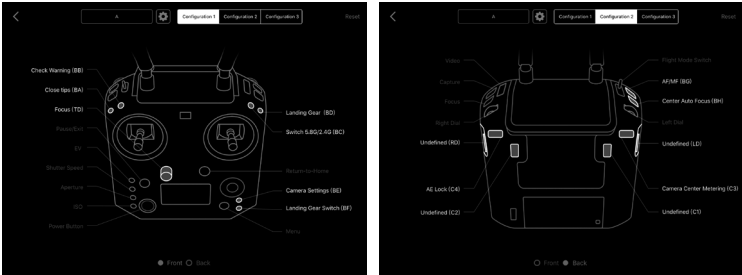 A
Configuration 1
Configuration 2
Configuration 3
Reset
Check Warning (BB)
Close tips (BA)
Focus (TD)
Pause/Exit
EV
Shutter Speed
Aperture
ISO
Power Button
Landing Gear (BD)
Switch 5.8G/2.4G (BC)
Return-to-Home
Camera Settings (BE)
Landing Gear Switch (BF)
Menu
Front
Back
A
Configuration 1
Configuration 2
Configuration 3
Reset
Video
Capture
Focus
Right Dial
Undefined (RD)
AE Lock (C4)
Undefined (C2)
Flight Mode Switch
AF/MF (BG)
Center Auto Focus (BH)
Left Dial
Undefined (LD)
Camera Center Metering (C3)
Undefined (C1)
Front
Back